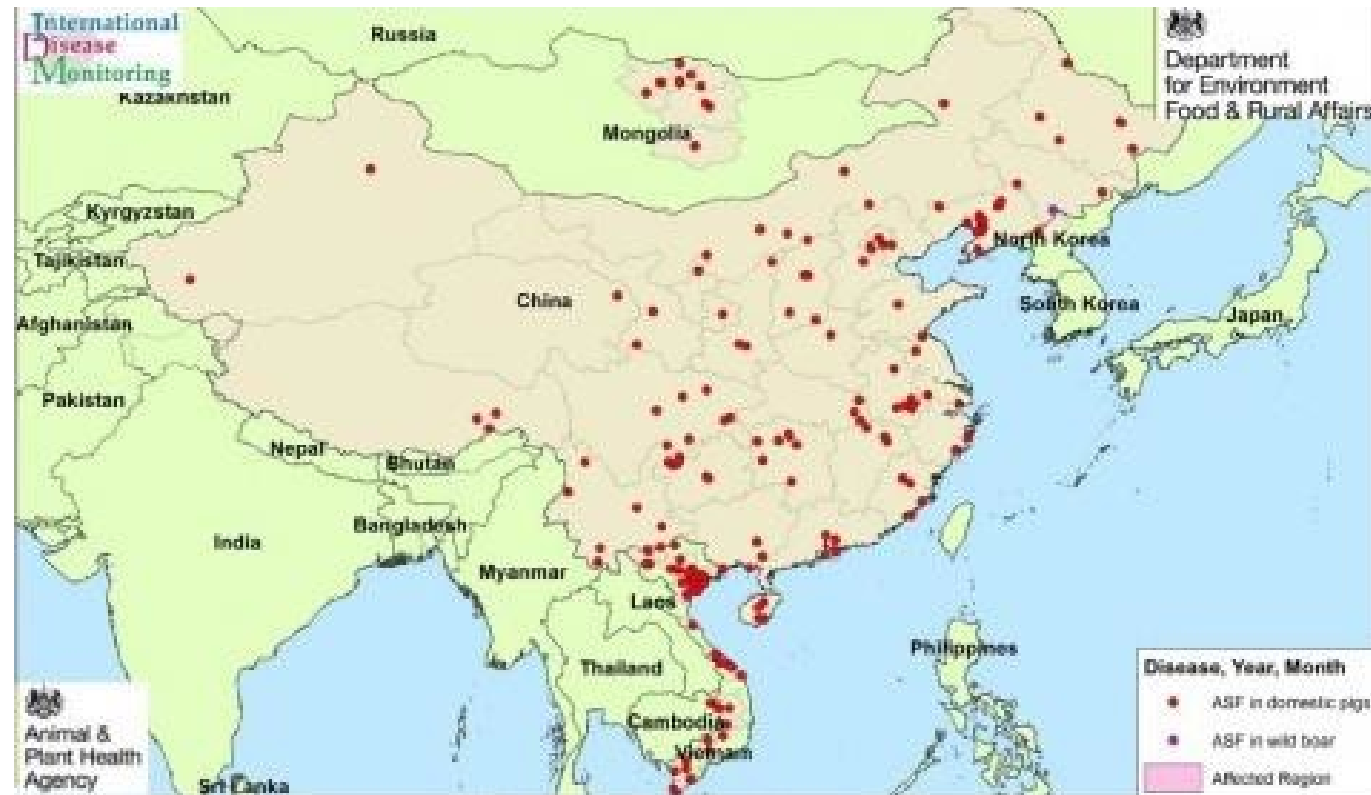 International
Disease
Monitoring
Department
for Environment
Food & Rural Affairs
Russia
Kazakhstan
Mongolia
Kyrgyzstan
Tajikistan
North Korea
China
South Korea
Japan
Afghanistan
Pakistan
Nepal
Bhutan
Bangladesh
India
Myanmar
Laos
Thailand
Philippines
Cambodia
Vietnam
Sri Lanka
Animal &
Plant Health
Agency
Disease, Year, Month
ASF in domestic pigs
ASF in wild boar
Affected Region